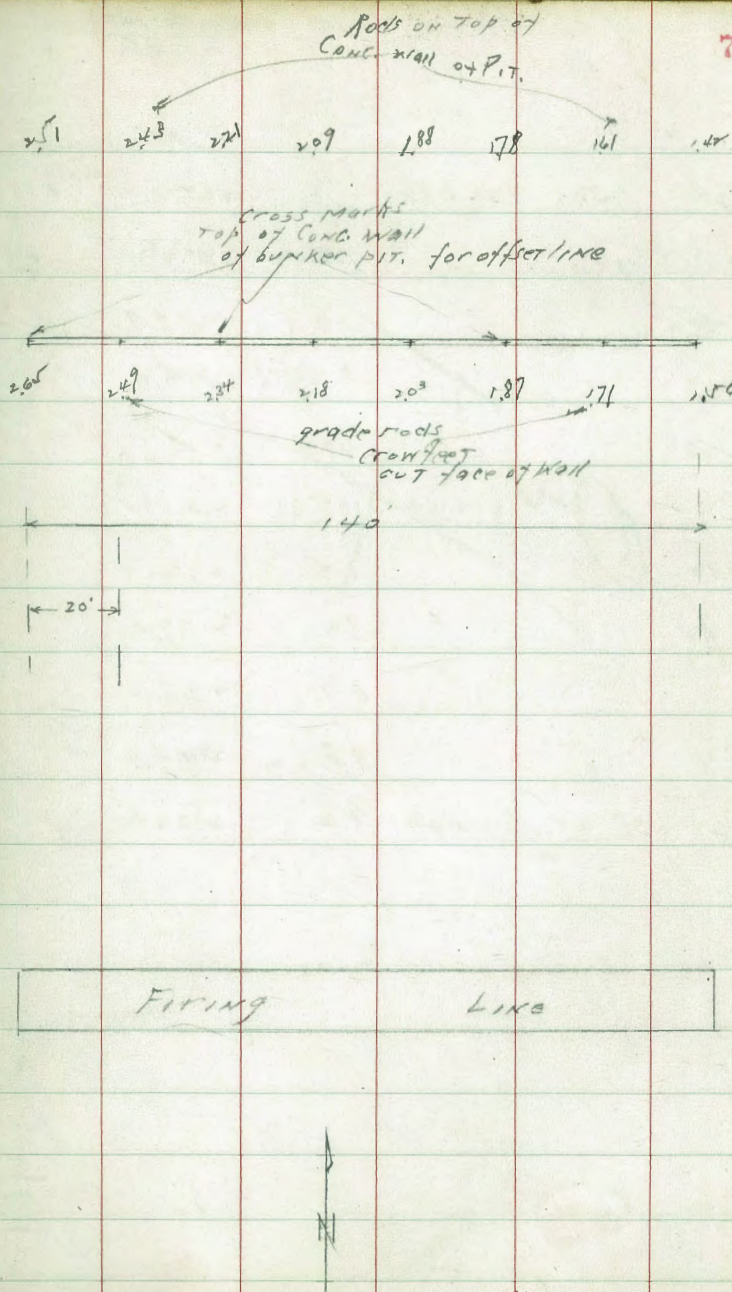 Rods on Top of
Conc. Wall of Pit.
7
2.51 2.43 2.09 1.88 1.78 1.61 1.42
Cross Marks
Top of Conc. Wall
of bunker pit. for offset line
2.65 2.49 2.34 2.18 2.03 1.87 1.71 1.56
grade rods
Crowfeet
cut face of Wall
140'
20'
Firing Line
N